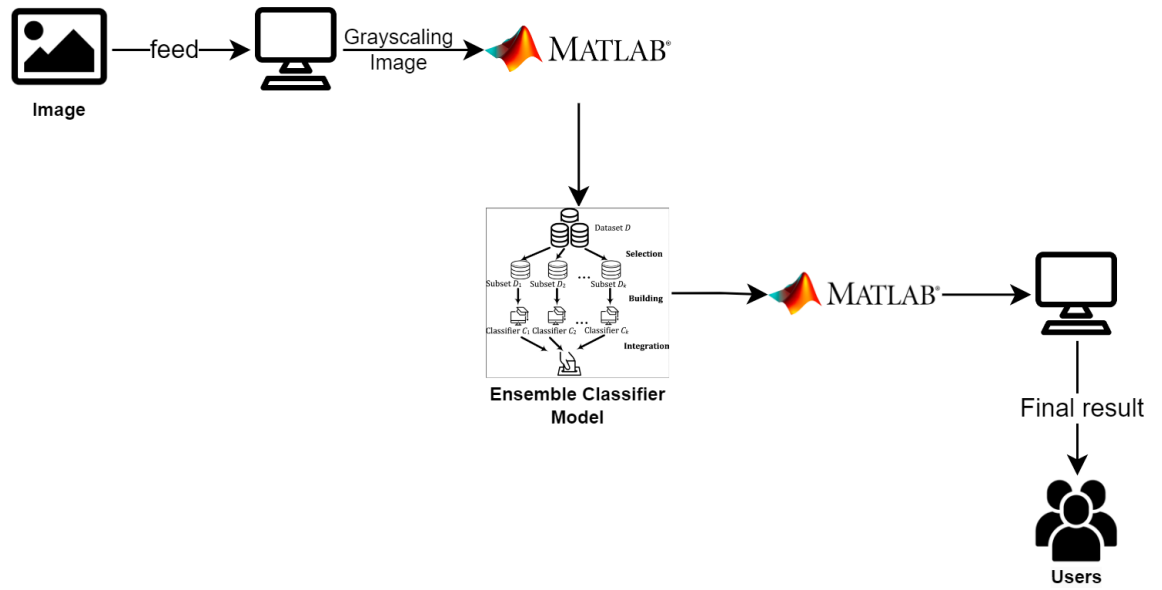 feed
Grayscaling
Image
MATLAB®
Image
Dataset D
Selection
Subset D₁ Subset D₂ ... Subset Dₖ
Building
Classifier C₁ Classifier C₂ ... Classifier Cₖ
Integration
Ensemble Classifier
Model
MATLAB®
Final result
Users